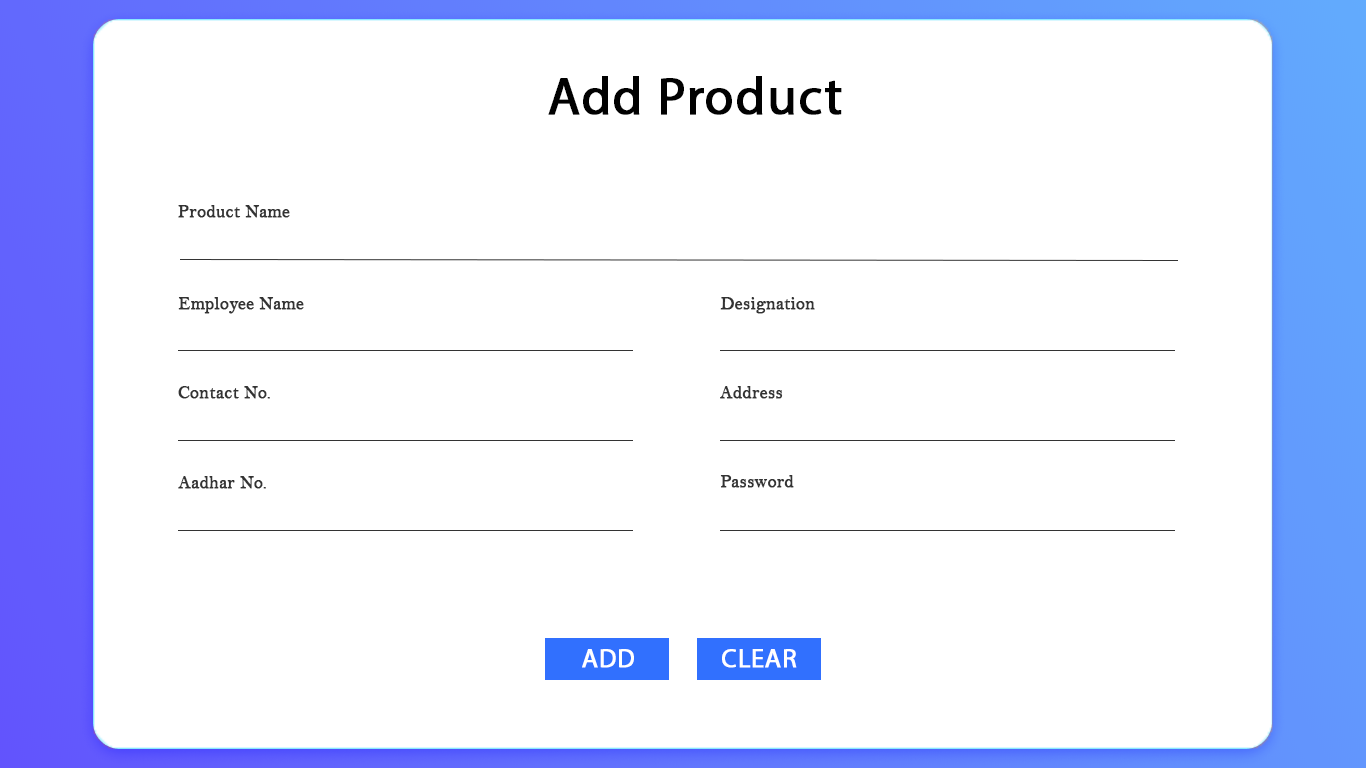 Add Product
Product Name
Employee Name
Designation
Contact No.
Address
Aadhar No.
Password
ADD
CLEAR